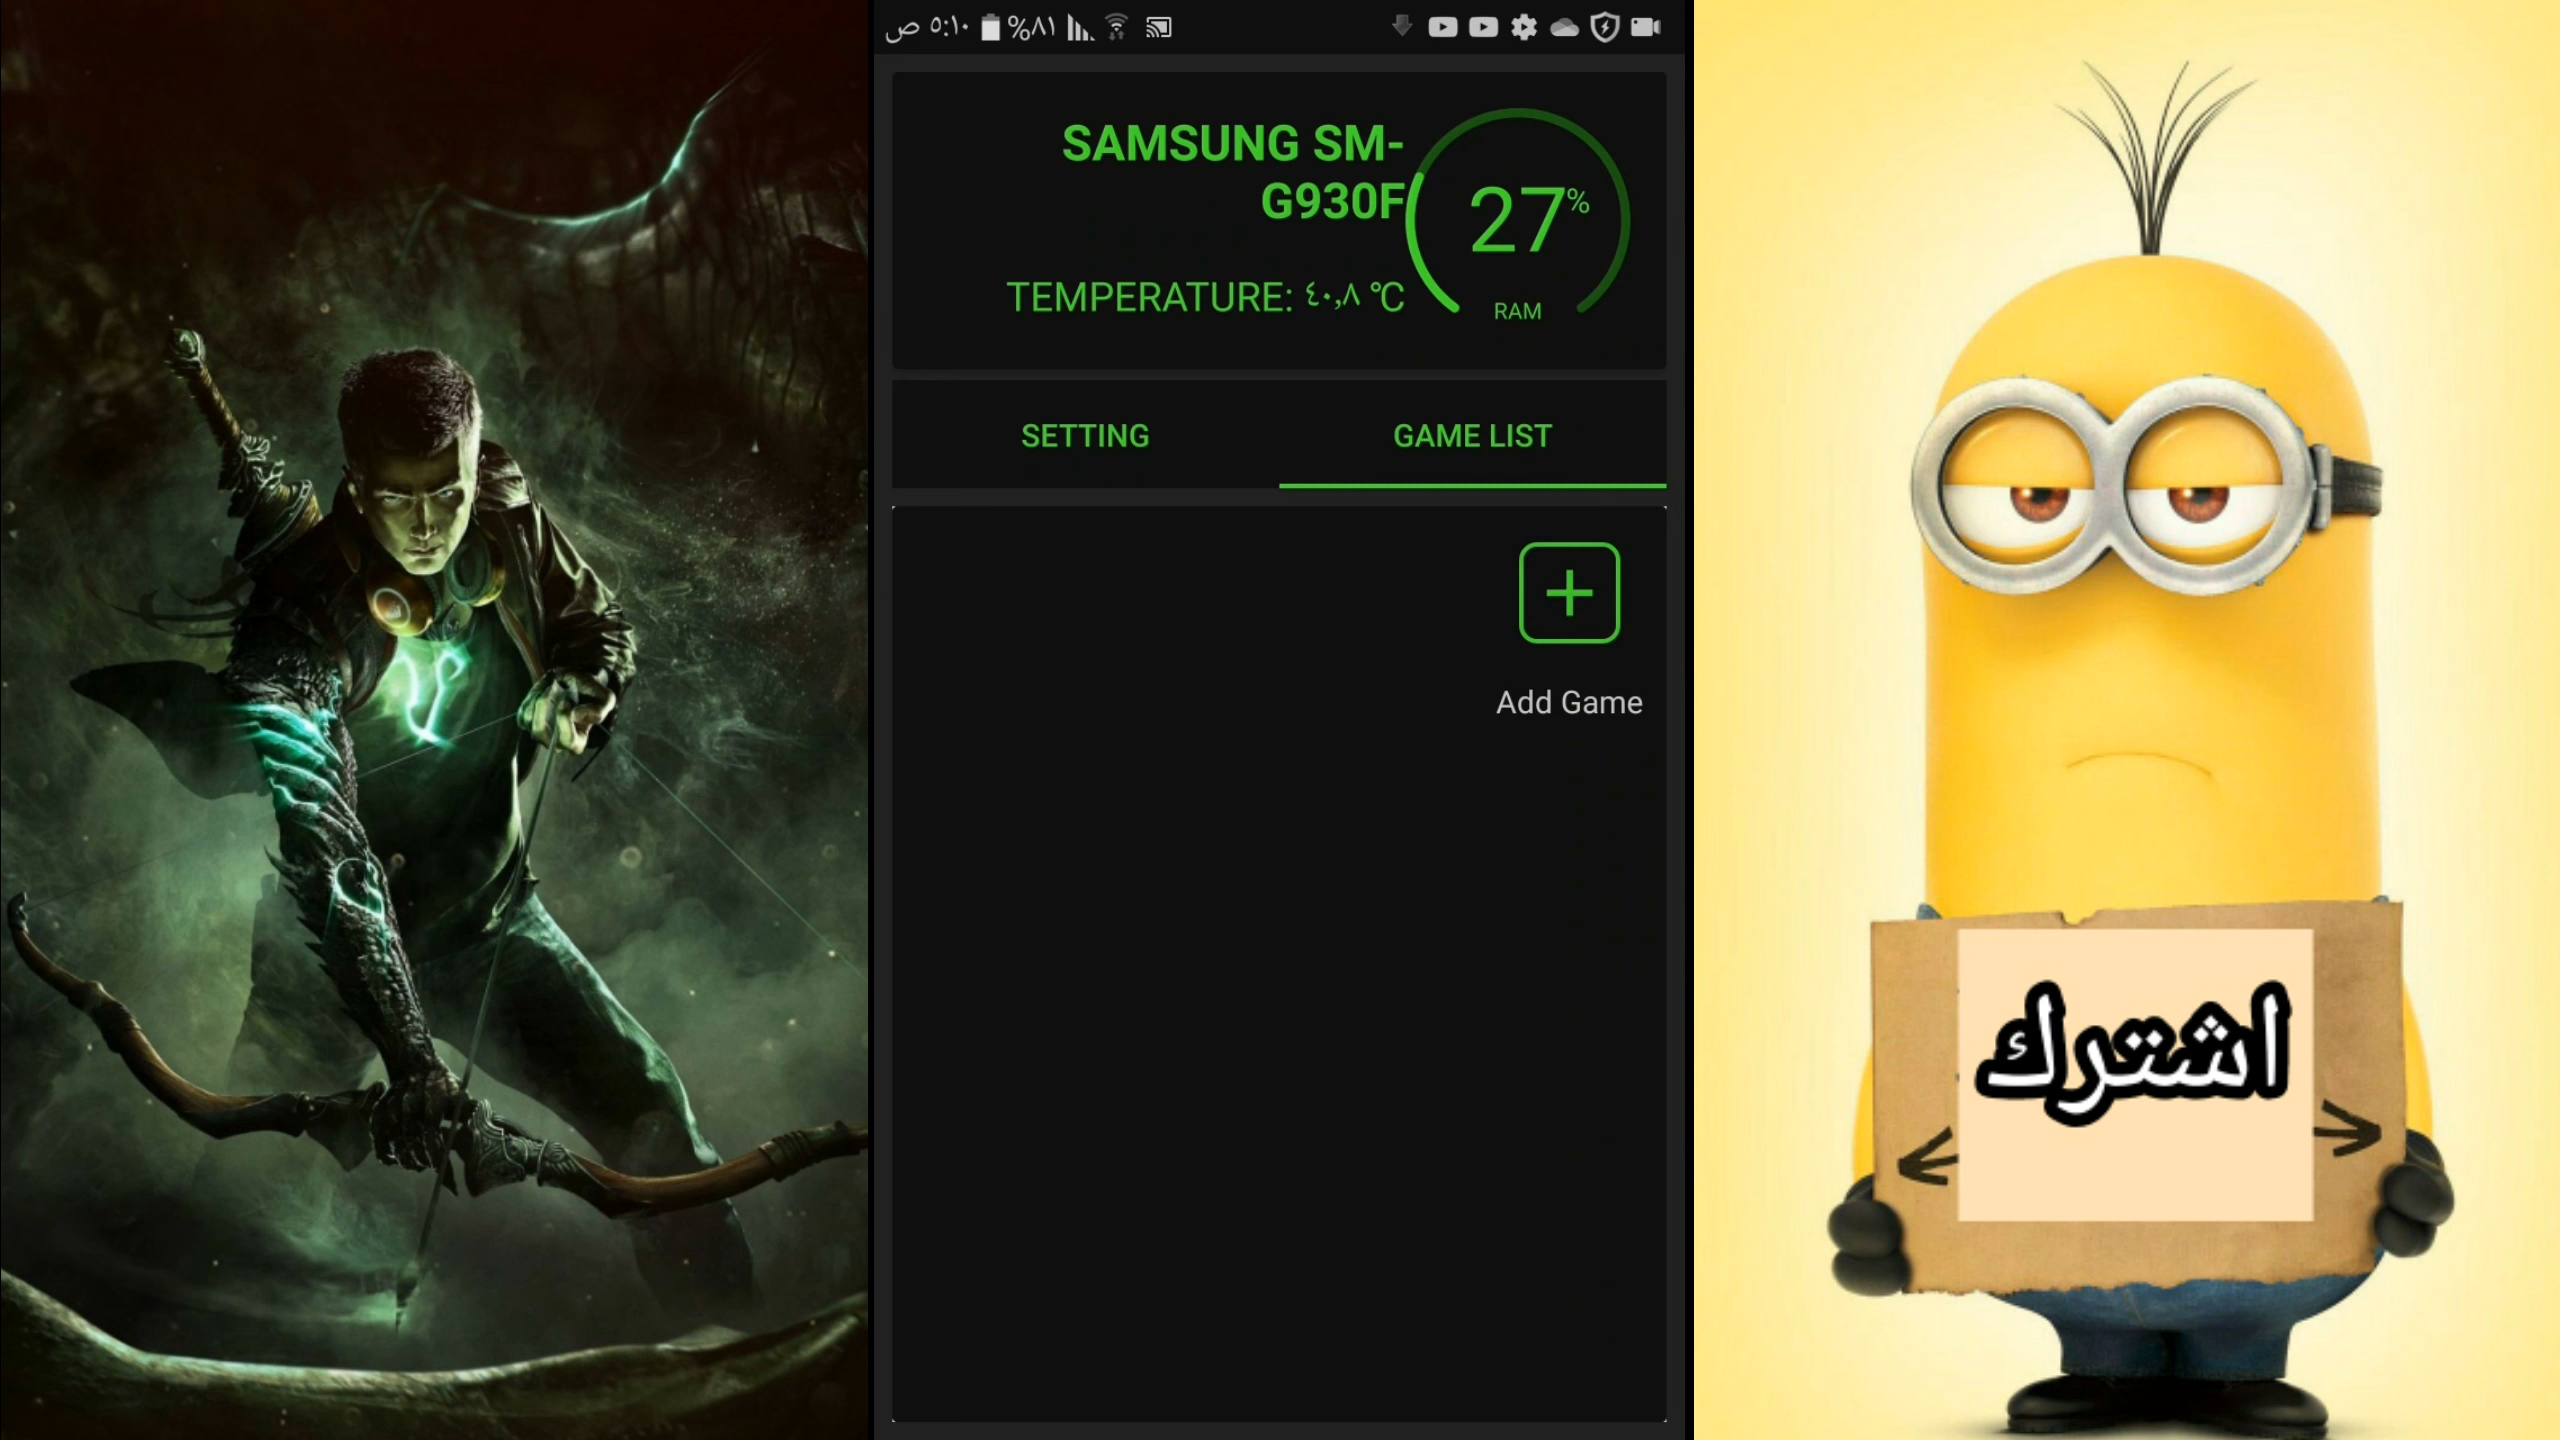 ص ٥:١٠ %٨١
SAMSUNG SM-
G930F
TEMPERATURE: ٤٠,٨ °C
27%
RAM
SETTING
GAME LIST
Add Game
اشترك